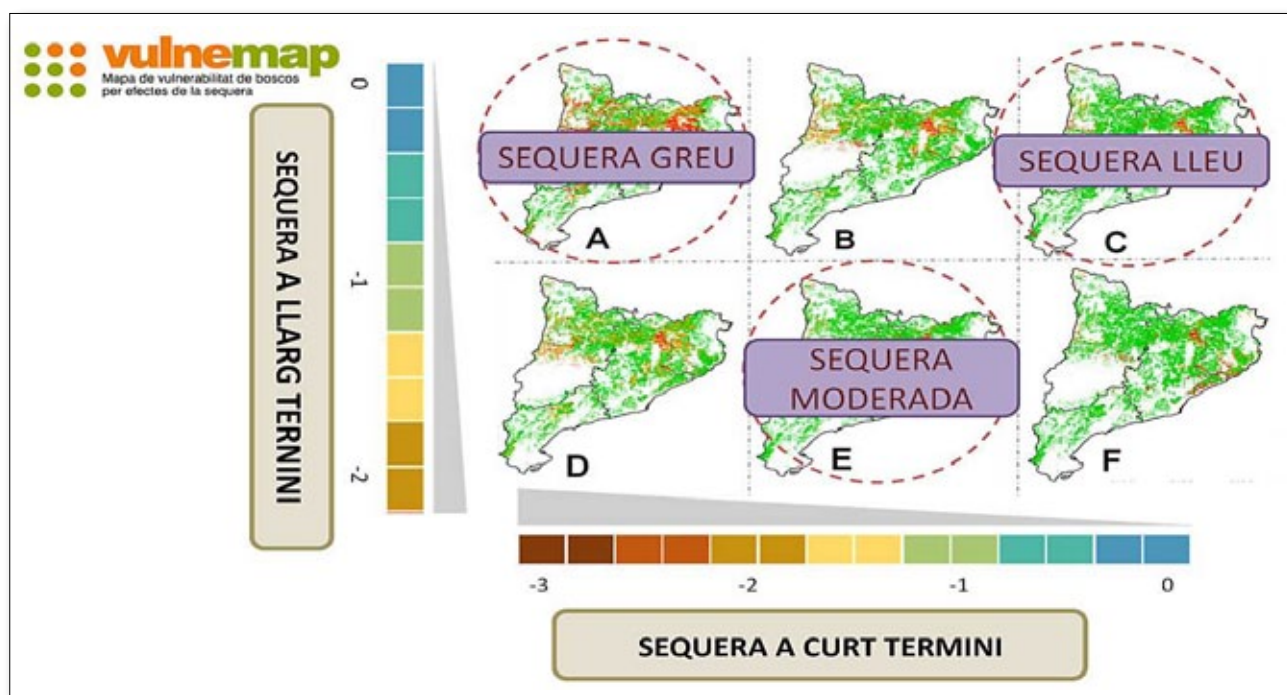 vulnemap
Mapa de vulnerabilitat de boscos
per efectes de la sequera
SEQUERA A LLARG TERNINI
0
-1
-2
SEQUERA GREU
SEQUERA LLEU
A
B
C
SEQUERA
MODERADA
D
E
F
-3
-2
-1
0
SEQUERA A CURT TERMINI